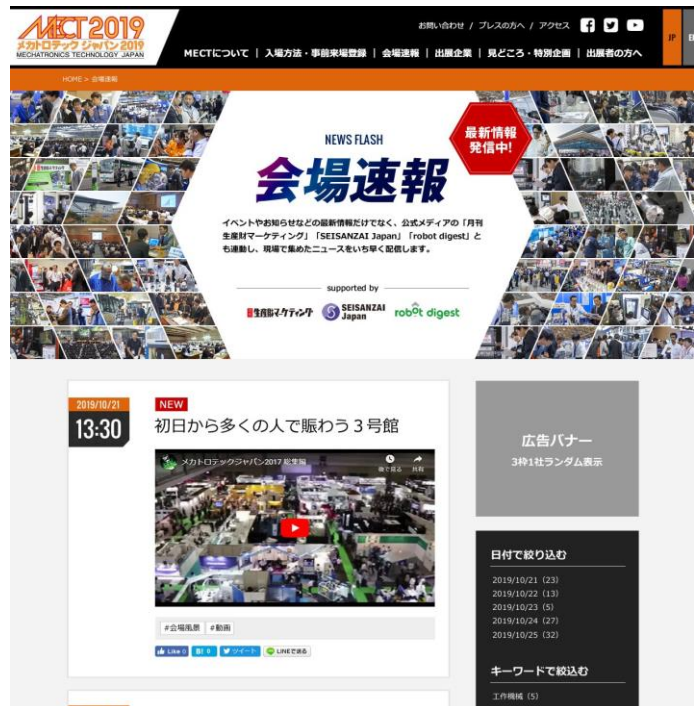 MECT2019
メカトロテック ジャパン 2019
MECHATRONICS TECHNOLOGY JAPAN
お問い合わせ / プレスの方へ / アクセス
JP
E
MECTについて | 入場方法・事前来場登録 | 会場速報 | 出展企業 | 見どころ・特別企画 | 出展者の方へ
HOME > 会場速報
最新情報
発信中!
NEWS FLASH
会場速報
イベントやお知らせなどの最新情報だけでなく、公式メディアの「月刊
生産財マーケティング」「SEISANZAI Japan」「robot digest」と
も連動し、現場で集めたニュースをいち早く配信します。
supported by
月刊生産財マーケティング
SEISANZAI
Japan
robot digest
2019/10/21
13:30
NEW
初日から多くの人で賑わう３号館
メカトロテックジャパン2017 総集編
後で見る 共有
#会場風景 #動画
Like 0
B! 0
ツイート
LINEで送る
広告バナー
3枠1社ランダム表示
日付で絞り込む
2019/10/21（23）
2019/10/22（13）
2019/10/23（5）
2019/10/24（27）
2019/10/25（32）
キーワードで絞込む
工作機械（5）